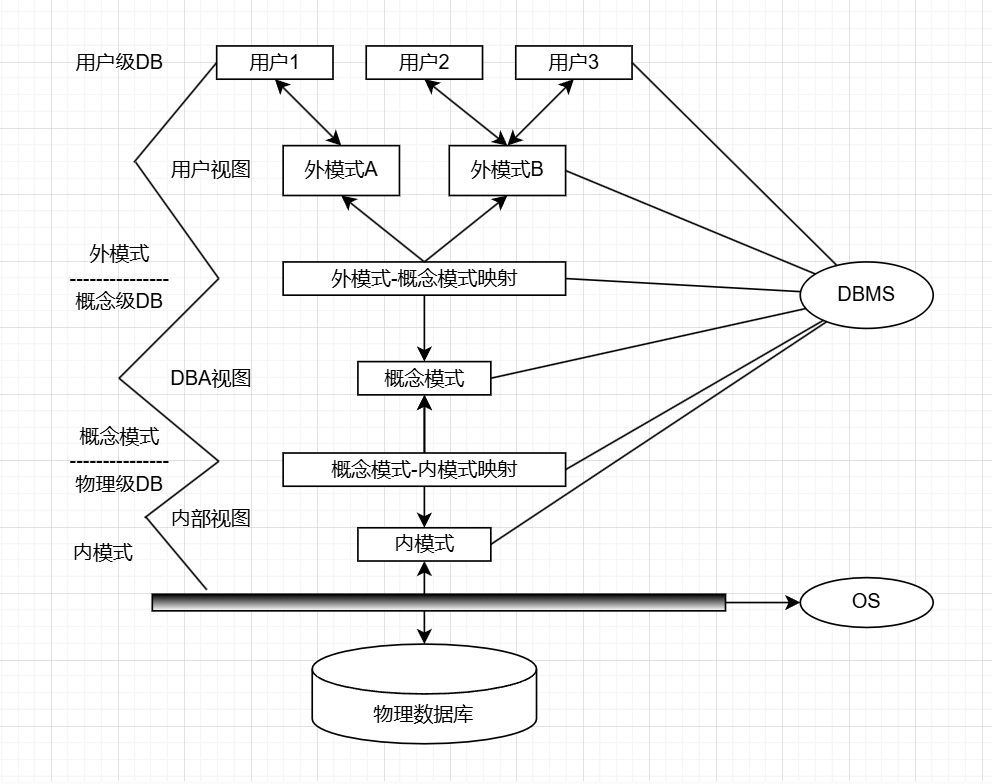 用户级DB
用户1
用户2
用户3
用户视图
外模式A
外模式B
外模式
概念级DB
外模式-概念模式映射
DBMS
DBA视图
概念模式
概念模式
物理级DB
概念模式-内模式映射
内部视图
内模式
内模式
OS
物理数据库